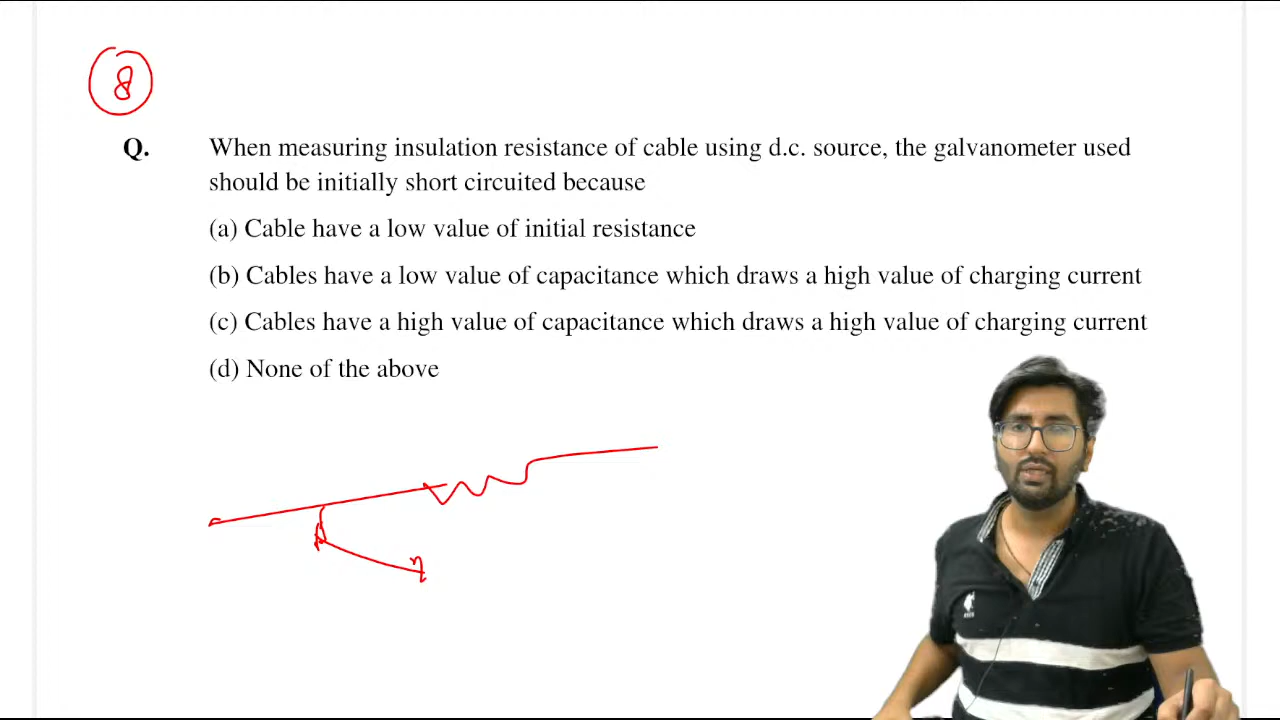 8
Q. When measuring insulation resistance of cable using d.c. source, the galvanometer used
should be initially short circuited because
(a) Cable have a low value of initial resistance
(b) Cables have a low value of capacitance which draws a high value of charging current
(c) Cables have a high value of capacitance which draws a high value of charging current
(d) None of the above